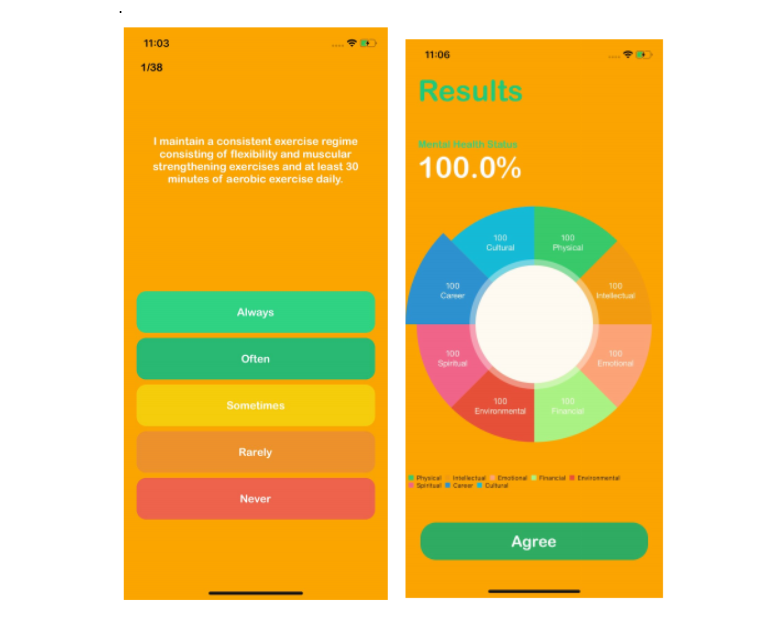 .
11:03
1/38
I maintain a consistent exercise regime
consisting of flexibility and muscular
strengthening exercises and at least 30
minutes of aerobic exercise daily.
Always
Often
Sometimes
Rarely
Never
11:06
Results
Mental Health Status
100.0%
100
Cultural
100
Physical
100
Career
100
Intellectual
100
Spiritual
100
Emotional
100
Environmental
100
Financial
Physical Intellectual Emotional Financial Environmental
Spiritual Career Cultural
Agree